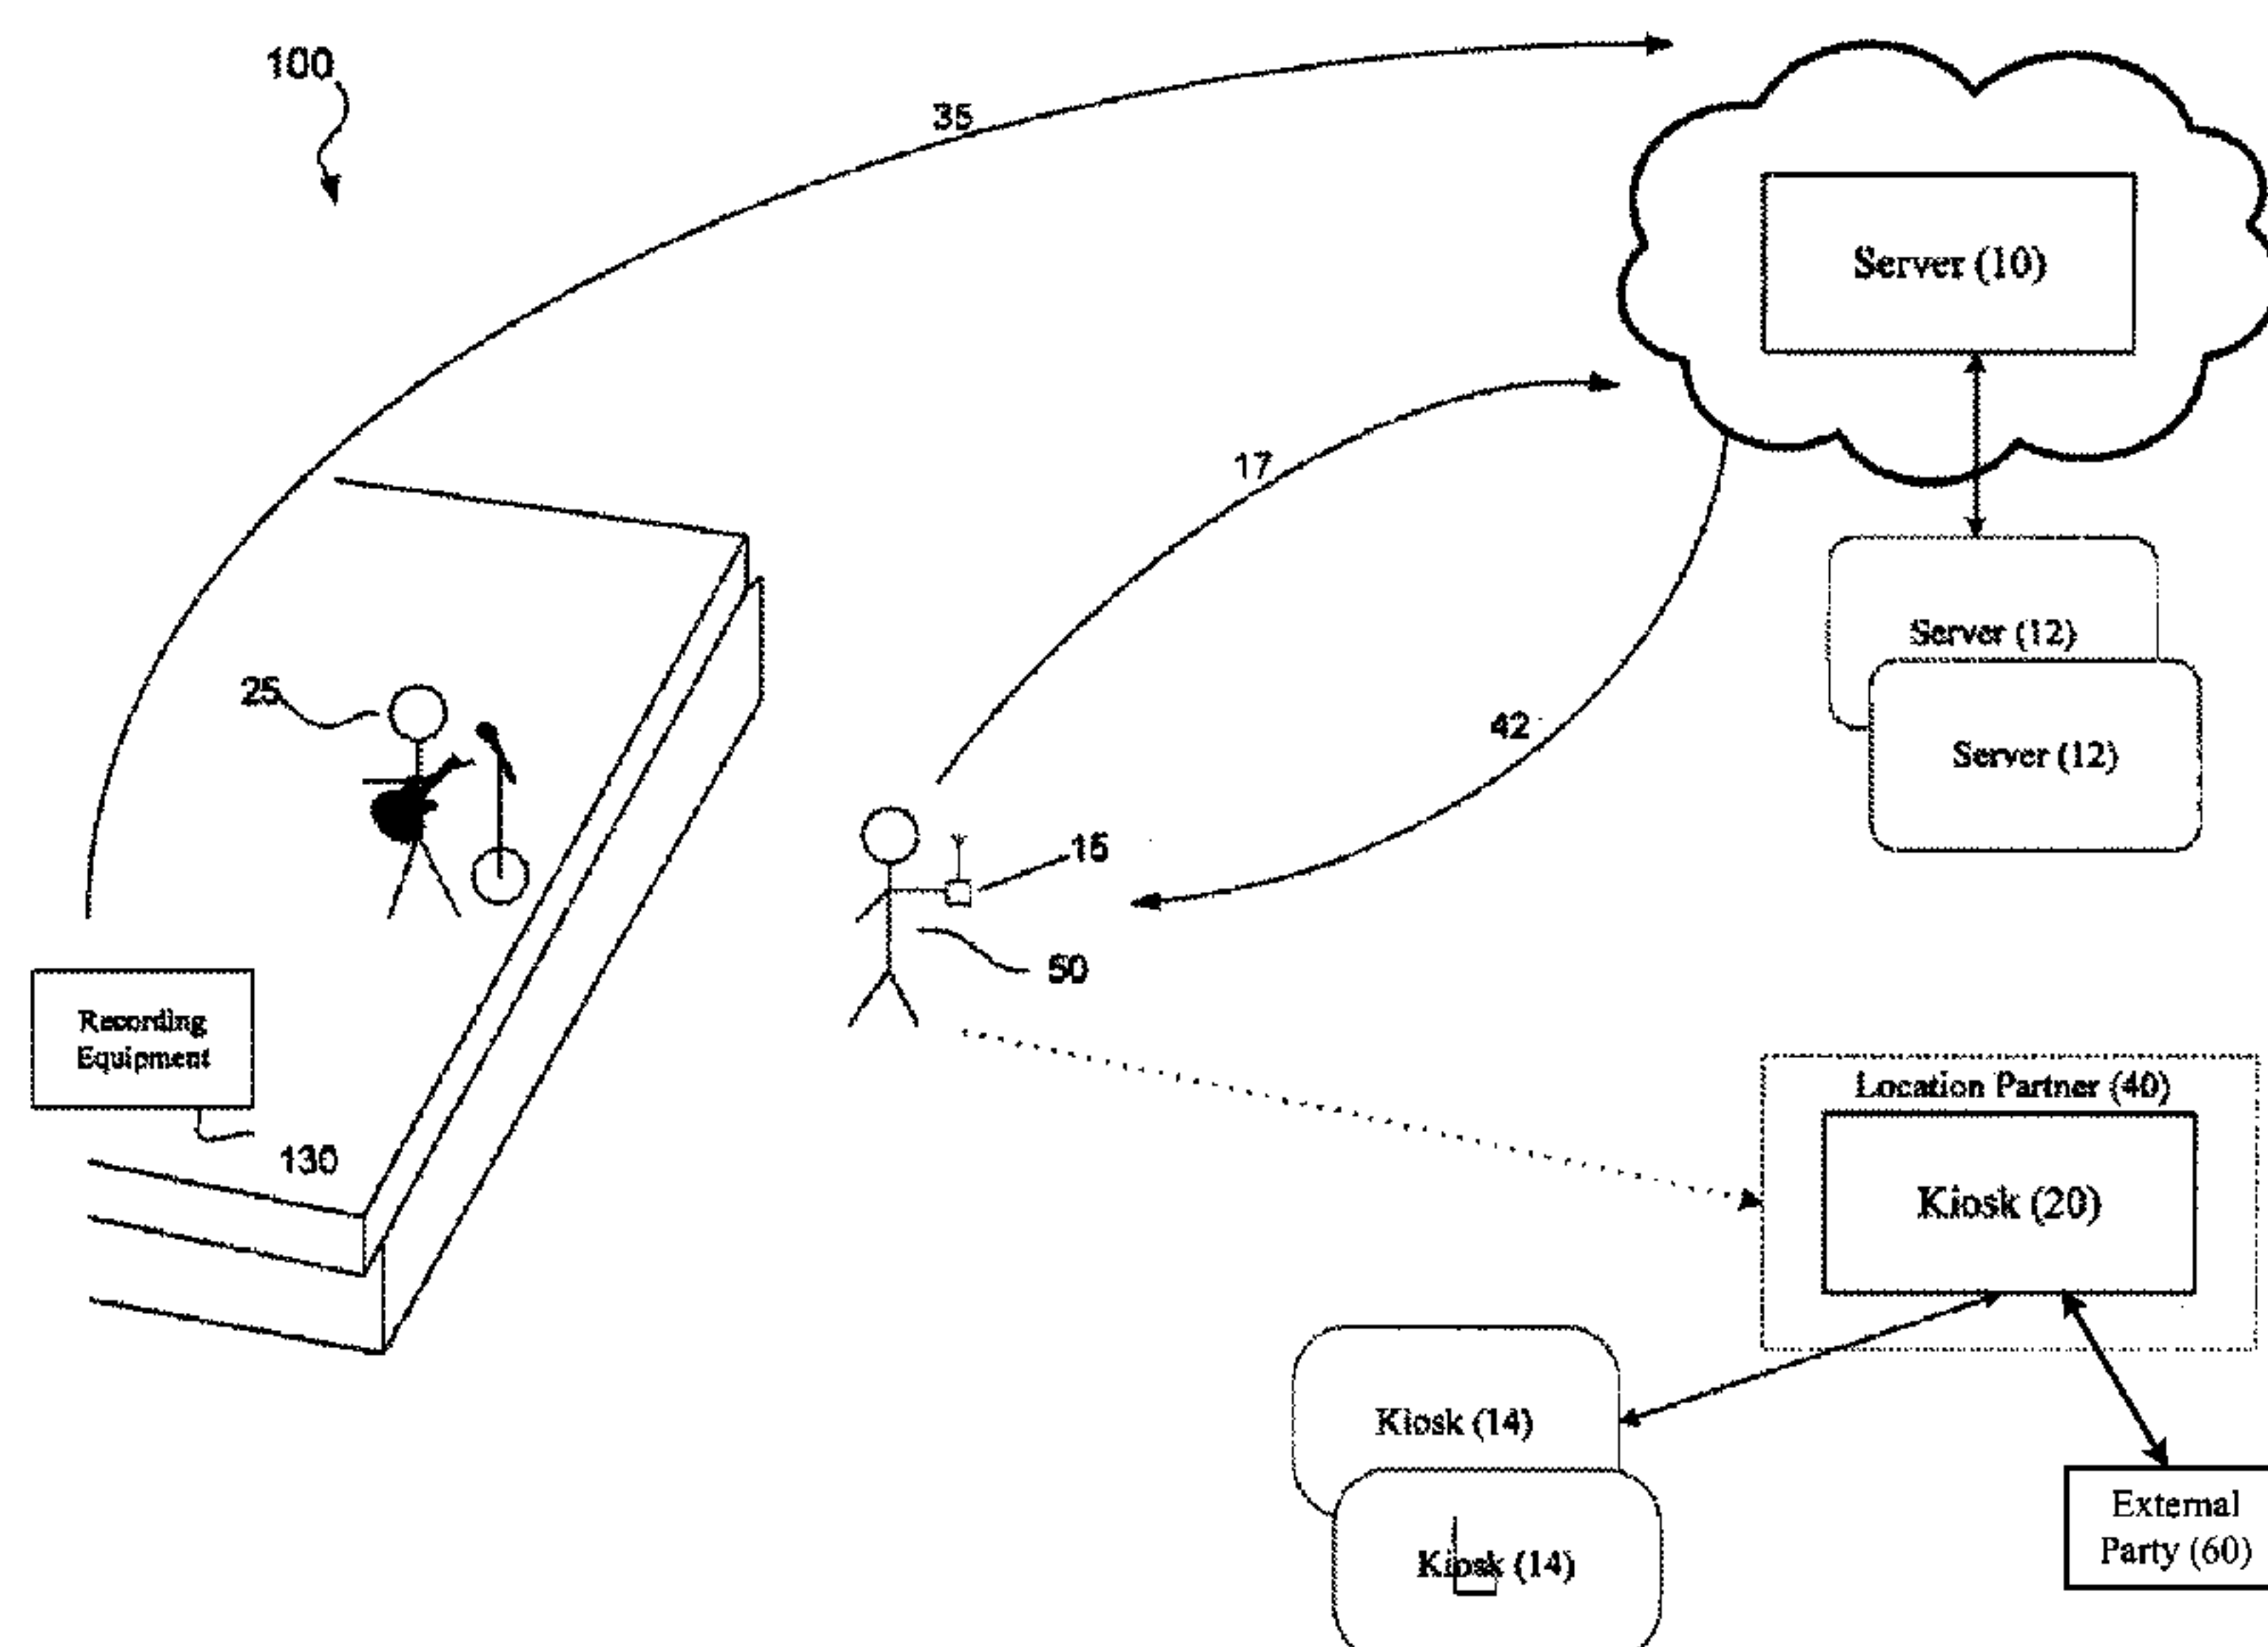 100
35
Server (10)
17
Server (12)
25
42
Server (12)
15
50
Recording
Equipment
Location Partner (40)
130
Kiosk (20)
Kiosk (14)
External
Party (60)
Kiosk (14)